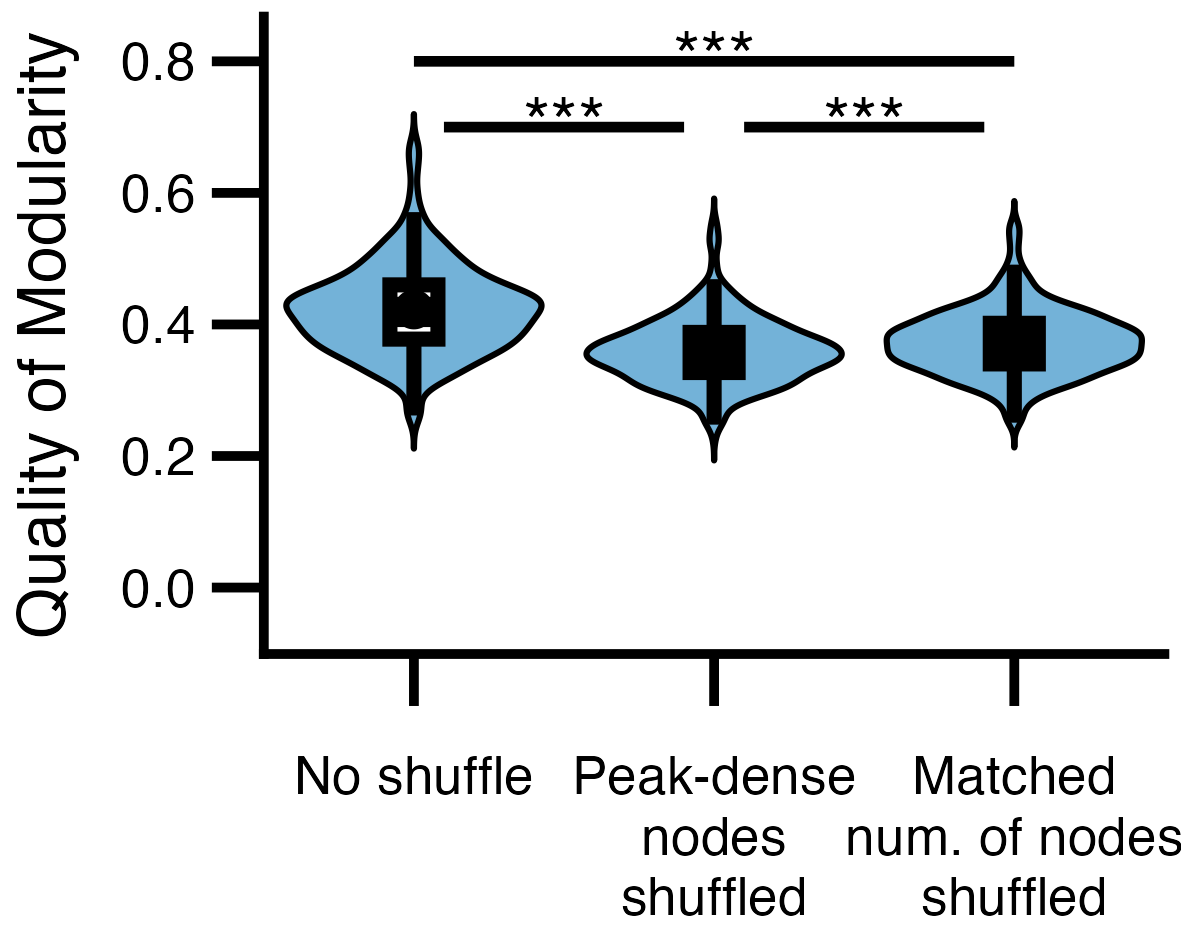 Quality of Modularity
0.8
0.6
0.4
0.2
0.0
***
***
***
No shuffle
Peak-dense
nodes
shuffled
Matched
num. of nodes
shuffled